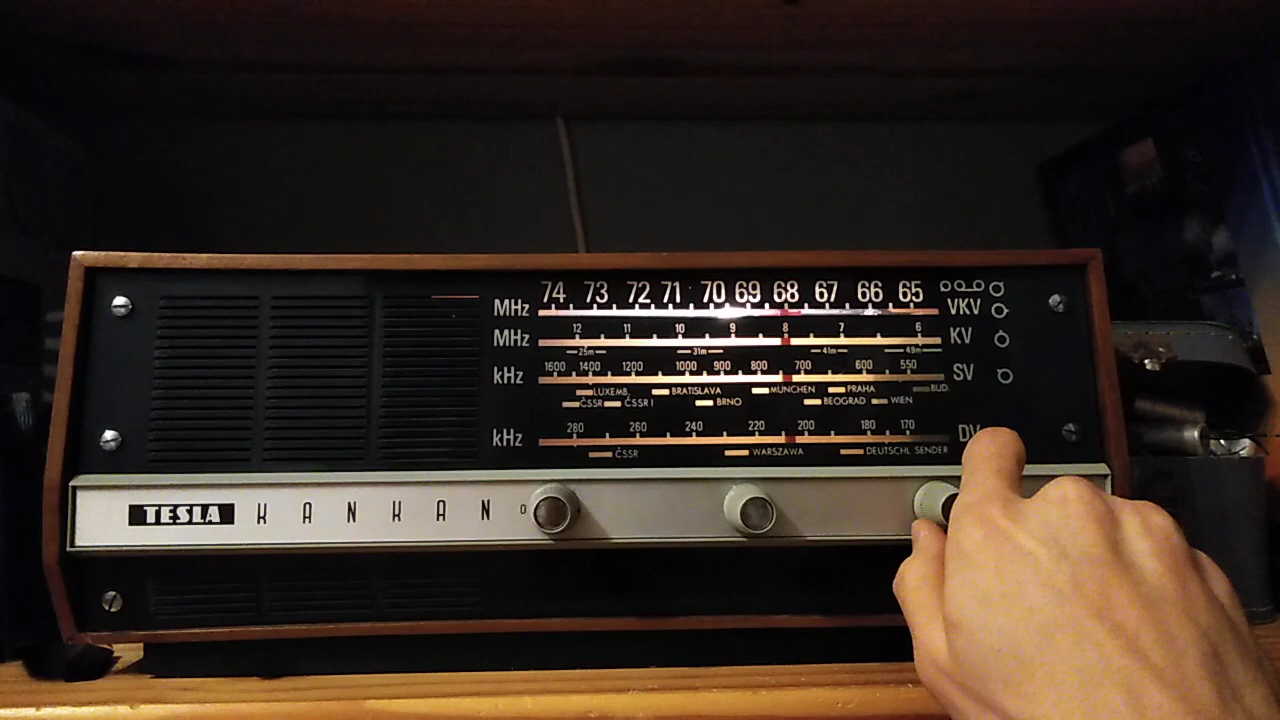 74 73 72 71 70 69 68 67 66 65
MHz VKV
12 11 10 9 8 7 6
MHz KV
25m 31m 41m 49m
1600 1400 1200 1000 900 800 700 600 550
kHz SV
LUXEMB. BRATISLAVA MÜNCHEN PRAHA BUD.
ČSSR ČSSR I BRNO BEOGRAD WIEN
280 260 240 220 200 180 170
kHz DV
ČSSR WARSZAWA DEUTSCHL SENDER
TESLA KANKAN 0